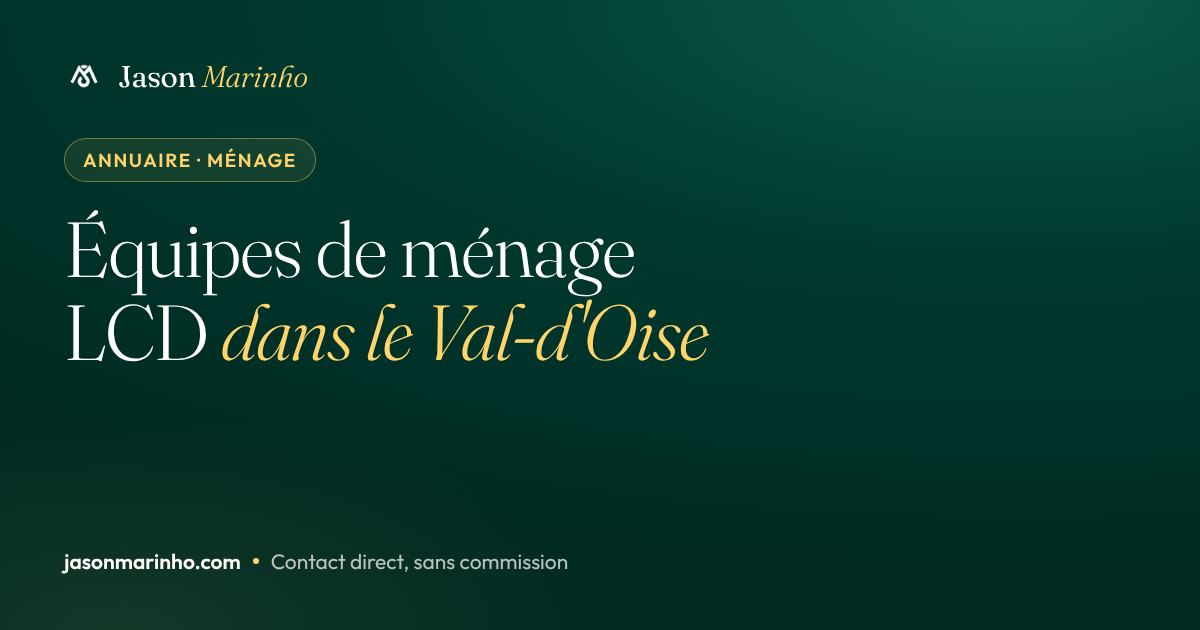 Jason Marinho
ANNUAIRE · MÉNAGE
Équipes de ménage
LCD dans le Val-d'Oise
jasonmarinho.com • Contact direct, sans commission